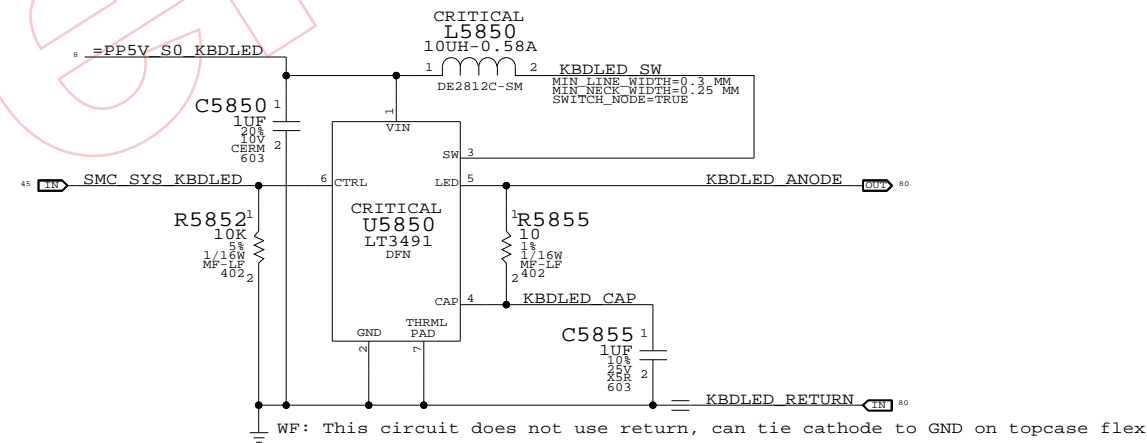 CRITICAL
L5850
10UH-0.58A
8 =PP5V_S0_KBDLED
1 2 KBDLED_SW
DE2812C-SM
MIN_LINE_WIDTH=0.3 MM
MIN_NECK_WIDTH=0.25 MM
SWITCH_NODE=TRUE
C5850 1
1UF
20%
10V
CERM 2
603
1
VIN
SW 3
45 IN SMC_SYS_KBDLED 6 CTRL
LED 5 KBDLED_ANODE OUT 80
CRITICAL
U5850
LT3491
DFN
R5852 1
10K
5%
1/16W
MF-LF
402 2
1 R5855
10
1%
1/16W
MF-LF
2 402
CAP 4 KBDLED_CAP
GND
THRML
PAD
2 7
C5855 1
1UF
10%
25V
X5R 2
603
KBDLED_RETURN IN 80
WF: This circuit does not use return, can tie cathode to GND on topcase flex